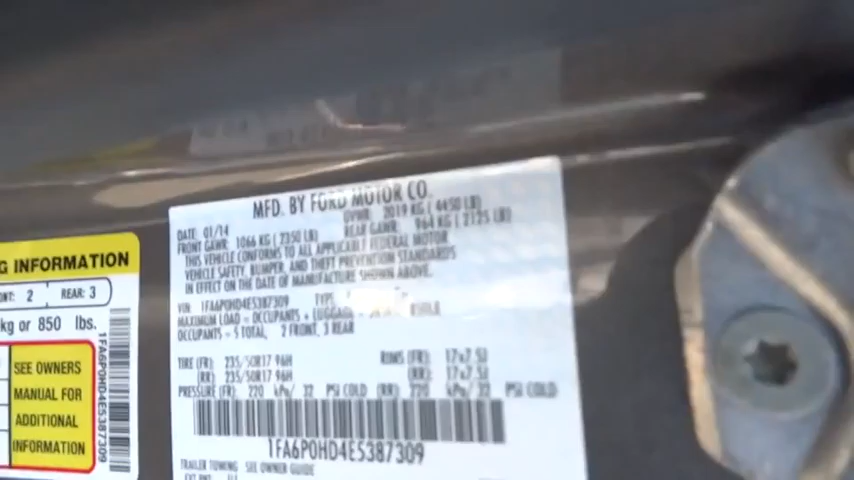 G INFORMATION
NT: 2 REAR: 3
kg or 850 lbs.
SEE OWNERS
MANUAL FOR
ADDITIONAL
INFORMATION
1FA6P0HD4E5387309
MFD. BY FORD MOTOR CO.
DATE: 01/14 GVWR: 2019 KG ( 4450 LB)
FRONT GAWR: 1066 KG ( 2350 LB) REAR GAWR: 964 KG ( 2125 LB)
THIS VEHICLE CONFORMS TO ALL APPLICABLE FEDERAL MOTOR
VEHICLE SAFETY, BUMPER, AND THEFT PREVENTION STANDARDS
IN EFFECT ON THE DATE OF MANUFACTURE SHOWN ABOVE.
VIN: 1FA6P0HD4E5387309 TYPE:
MAXIMUM LOAD = OCCUPANTS + LUGGAGE
OCCUPANTS = 5 TOTAL, 2 FRONT, 3 REAR
TIRE (FR) 235/50R17 96H RIMS (FR): 17x7.5J
(RR) 235/50R17 96H (RR): 17x7.5J
PRESSURE (FR) 220 kPa/ 32 PSI COLD (RR) 220 kPa/ 32 PSI COLD
1FA6P0HD4E5387309
TRAILER TOWING - SEE OWNER GUIDE
EXT PNT